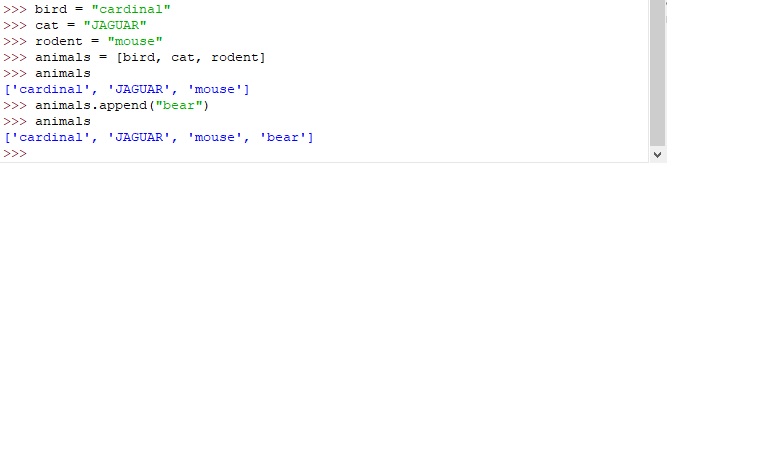 >>> bird = "cardinal"
>>> cat = "JAGUAR"
>>> rodent = "mouse"
>>> animals = [bird, cat, rodent]
>>> animals
['cardinal', 'JAGUAR', 'mouse']
>>> animals.append("bear")
>>> animals
['cardinal', 'JAGUAR', 'mouse', 'bear']
>>>